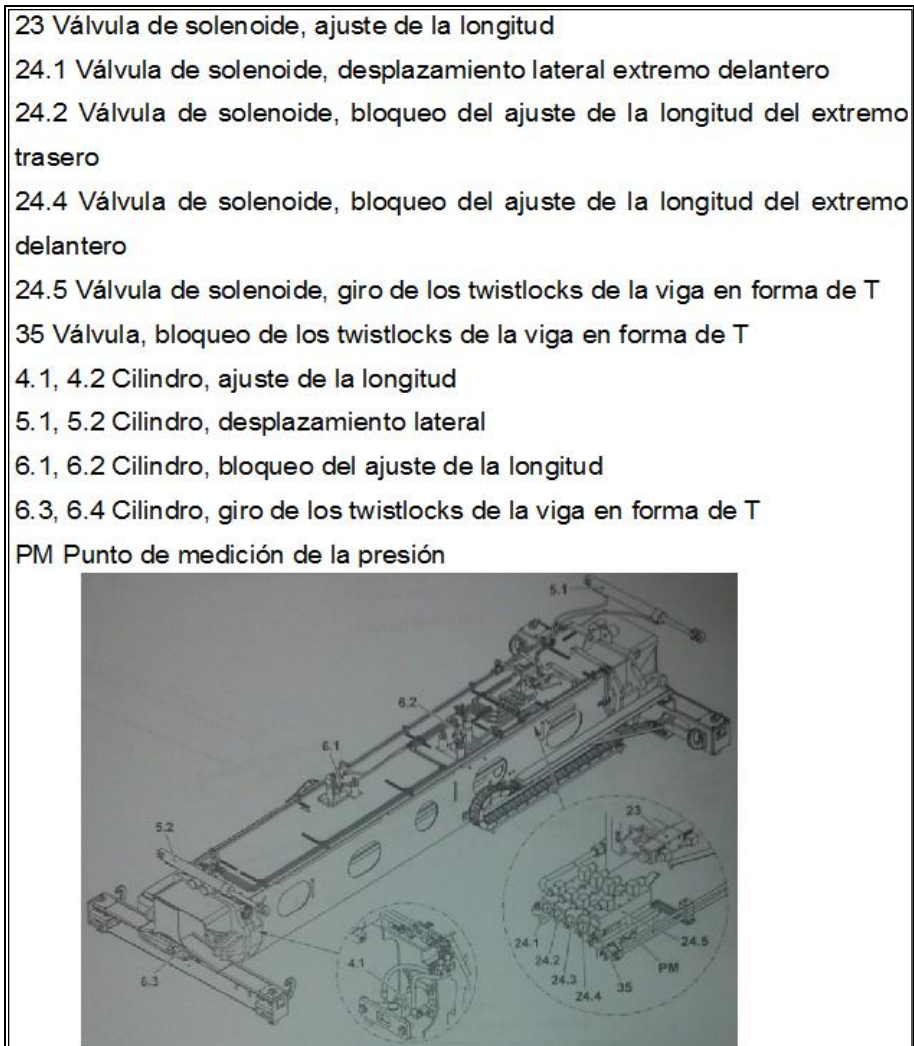 23 Válvula de solenoide, ajuste de la longitud
24.1 Válvula de solenoide, desplazamiento lateral extremo delantero
24.2 Válvula de solenoide, bloqueo del ajuste de la longitud del extremo
trasero
24.4 Válvula de solenoide, bloqueo del ajuste de la longitud del extremo
delantero
24.5 Válvula de solenoide, giro de los twistlocks de la viga en forma de T
35 Válvula, bloqueo de los twistlocks de la viga en forma de T
4.1, 4.2 Cilindro, ajuste de la longitud
5.1, 5.2 Cilindro, desplazamiento lateral
6.1, 6.2 Cilindro, bloqueo del ajuste de la longitud
6.3, 6.4 Cilindro, giro de los twistlocks de la viga en forma de T
PM Punto de medición de la presión
5.1
6.2
6.1
5.2
23
24.1
24.2
24.3
24.4
35
PM
24.5
4.1
6.3